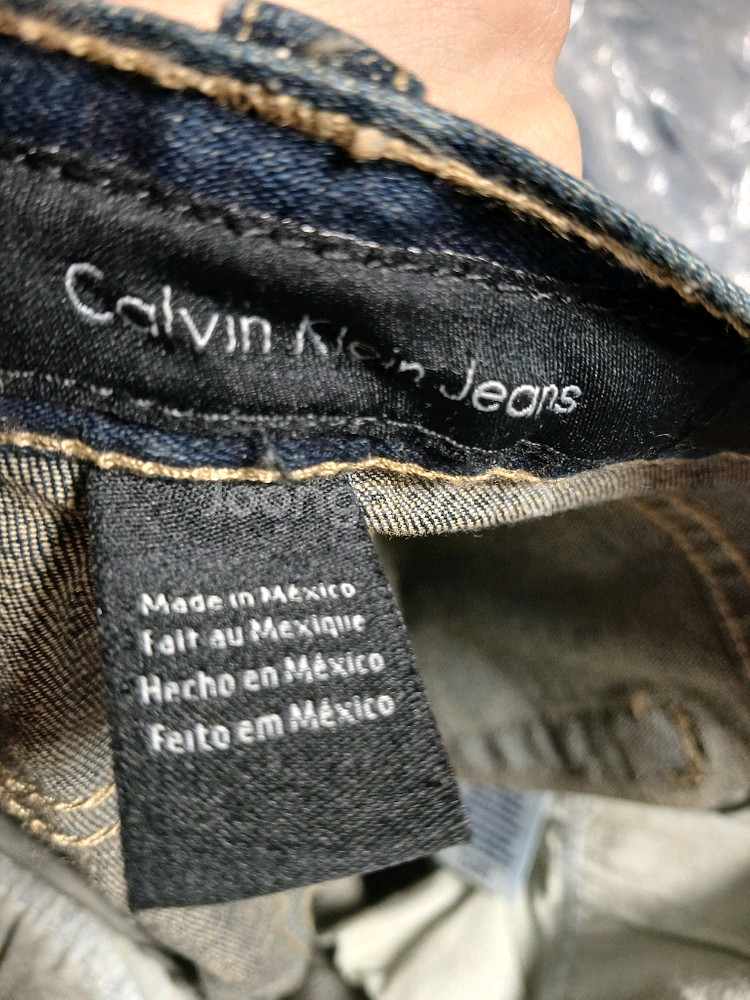 Calvin Klein Jeans
Made in México
Fait au Mexique
Hecho en México
Feito em México